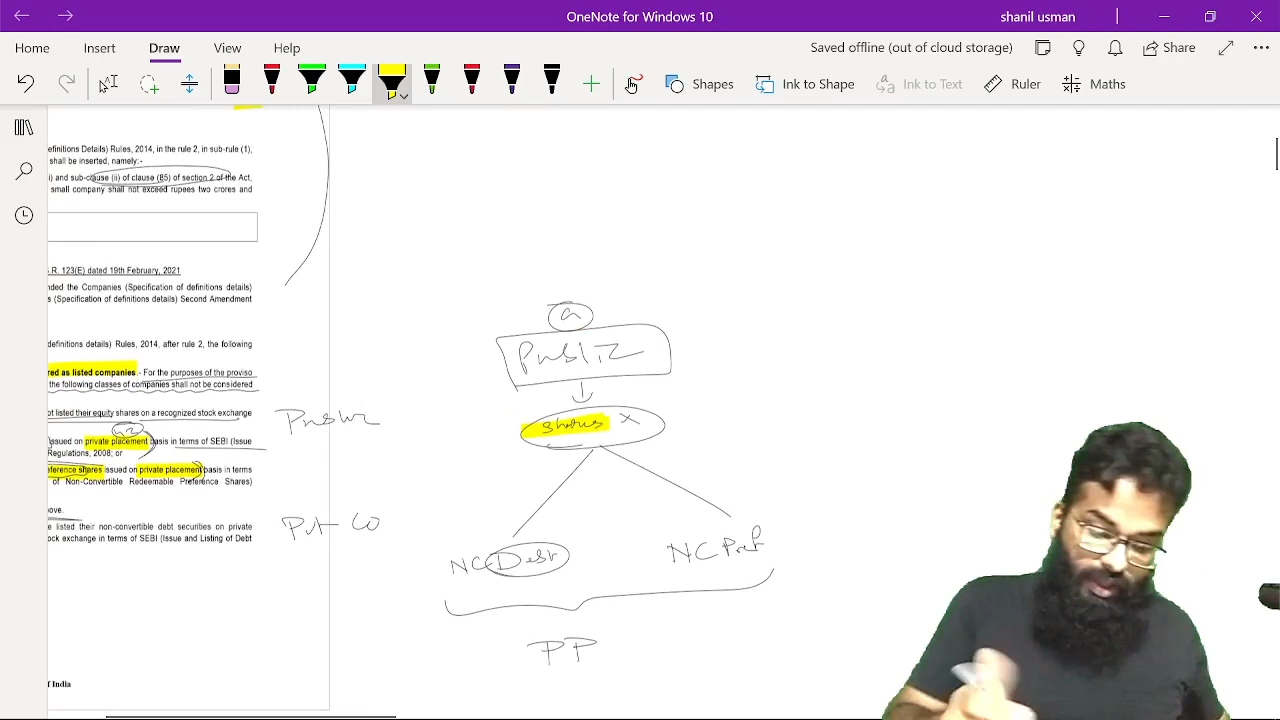 OneNote for Windows 10
shanil usman
Home
Insert
Draw
View
Help
Saved offline (out of cloud storage)
Share
Shapes
Ink to Shape
Ink to Text
Ruler
Maths
efinitions Details) Rules, 2014, in the rule 2, in sub-rule (1),
shall be inserted, namely:-
i) and sub-clause (ii) of clause (85) of section 2 of the Act,
small company shall not exceed rupees two crores and
S.R. 123(E) dated 19th February, 2021
nded the Companies (Specification of definitions details)
s (Specification of definitions details) Second Amendment
definitions details) Rules, 2014, after rule 2, the following
red as listed companies.- For the purposes of the proviso
the following classes of companies shall not be considered
ot listed their equity shares on a recognized stock exchange
issued on private placement basis in terms of SEBI (Issue
Regulations, 2008; or
eference shares issued on private placement basis in terms
of Non-Convertible Redeemable Preference Shares)
ove.
e listed their non-convertible debt securities on private
ock exchange in terms of SEBI (Issue and Listing of Debt
f India
Public
Pvt Co
a
Public
shares x
NC Debt
NC Pref
PP